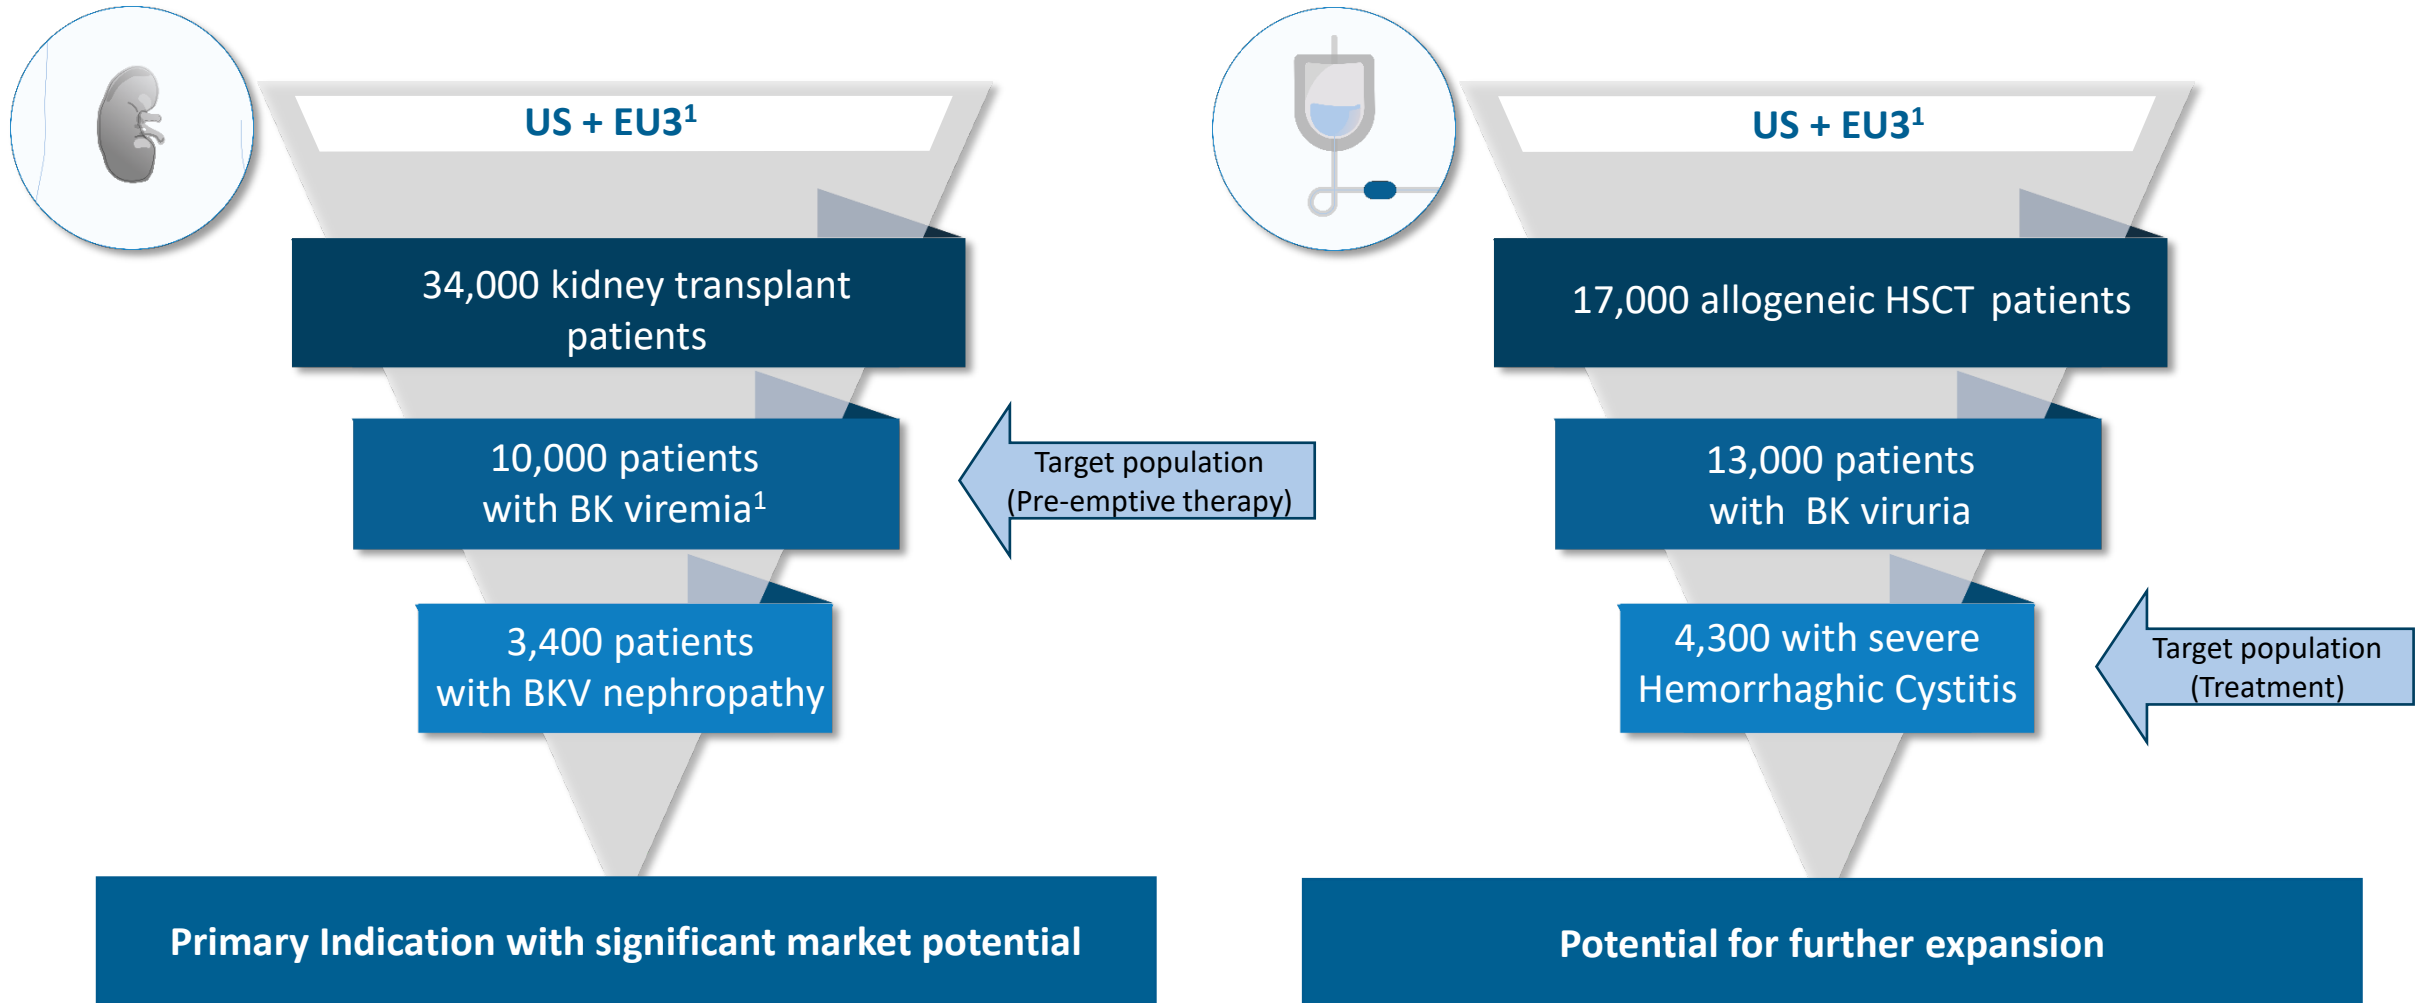 US + EU3¹
34,000 kidney transplant
patients
10,000 patients
with BK viremia¹
Target population
(Pre-emptive therapy)
3,400 patients
with BKV nephropathy
Primary Indication with significant market potential
US + EU3¹
17,000 allogeneic HSCT patients
13,000 patients
with BK viruria
4,300 with severe
Hemorrhaghic Cystitis
Target population
(Treatment)
Potential for further expansion